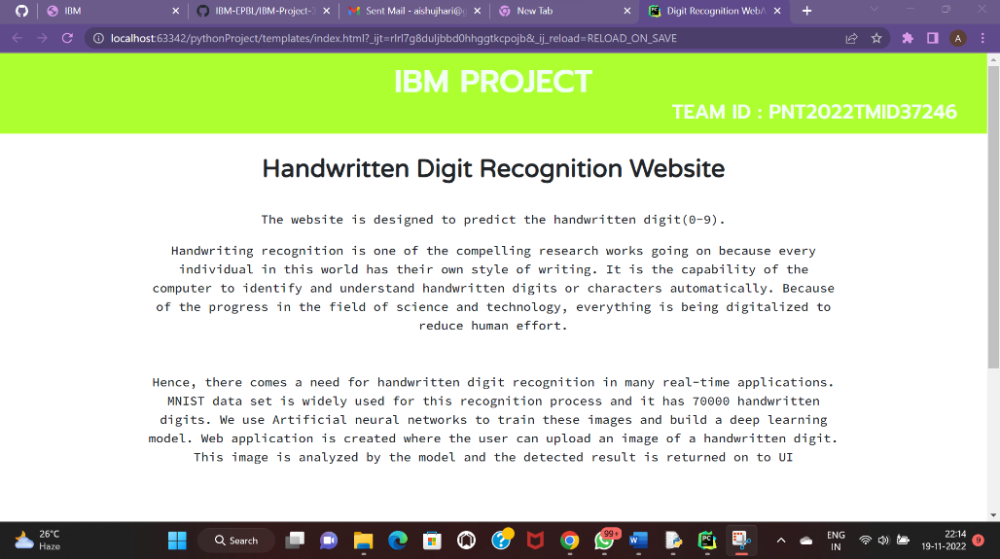 IBM
IBM-EPBL/IBM-Project-
Sent Mail - aishujhari@g
New Tab
Digit Recognition WebA
localhost:63342/pythonProject/templates/index.html?_ijt=rlrl7g8duljbbd0hhggtkcpojb&_ij_reload=RELOAD_ON_SAVE
A
IBM PROJECT
TEAM ID : PNT2022TMID37246
Handwritten Digit Recognition Website
The website is designed to predict the handwritten digit(0-9).
Handwriting recognition is one of the compelling research works going on because every
individual in this world has their own style of writing. It is the capability of the
computer to identify and understand handwritten digits or characters automatically. Because
of the progress in the field of science and technology, everything is being digitalized to
reduce human effort.
Hence, there comes a need for handwritten digit recognition in many real-time applications.
MNIST data set is widely used for this recognition process and it has 70000 handwritten
digits. We use Artificial neural networks to train these images and build a deep learning
model. Web application is created where the user can upload an image of a handwritten digit.
This image is analyzed by the model and the detected result is returned on to UI
26°C
Haze
Search
99+
ENG
IN
22:14
19-11-2022
9